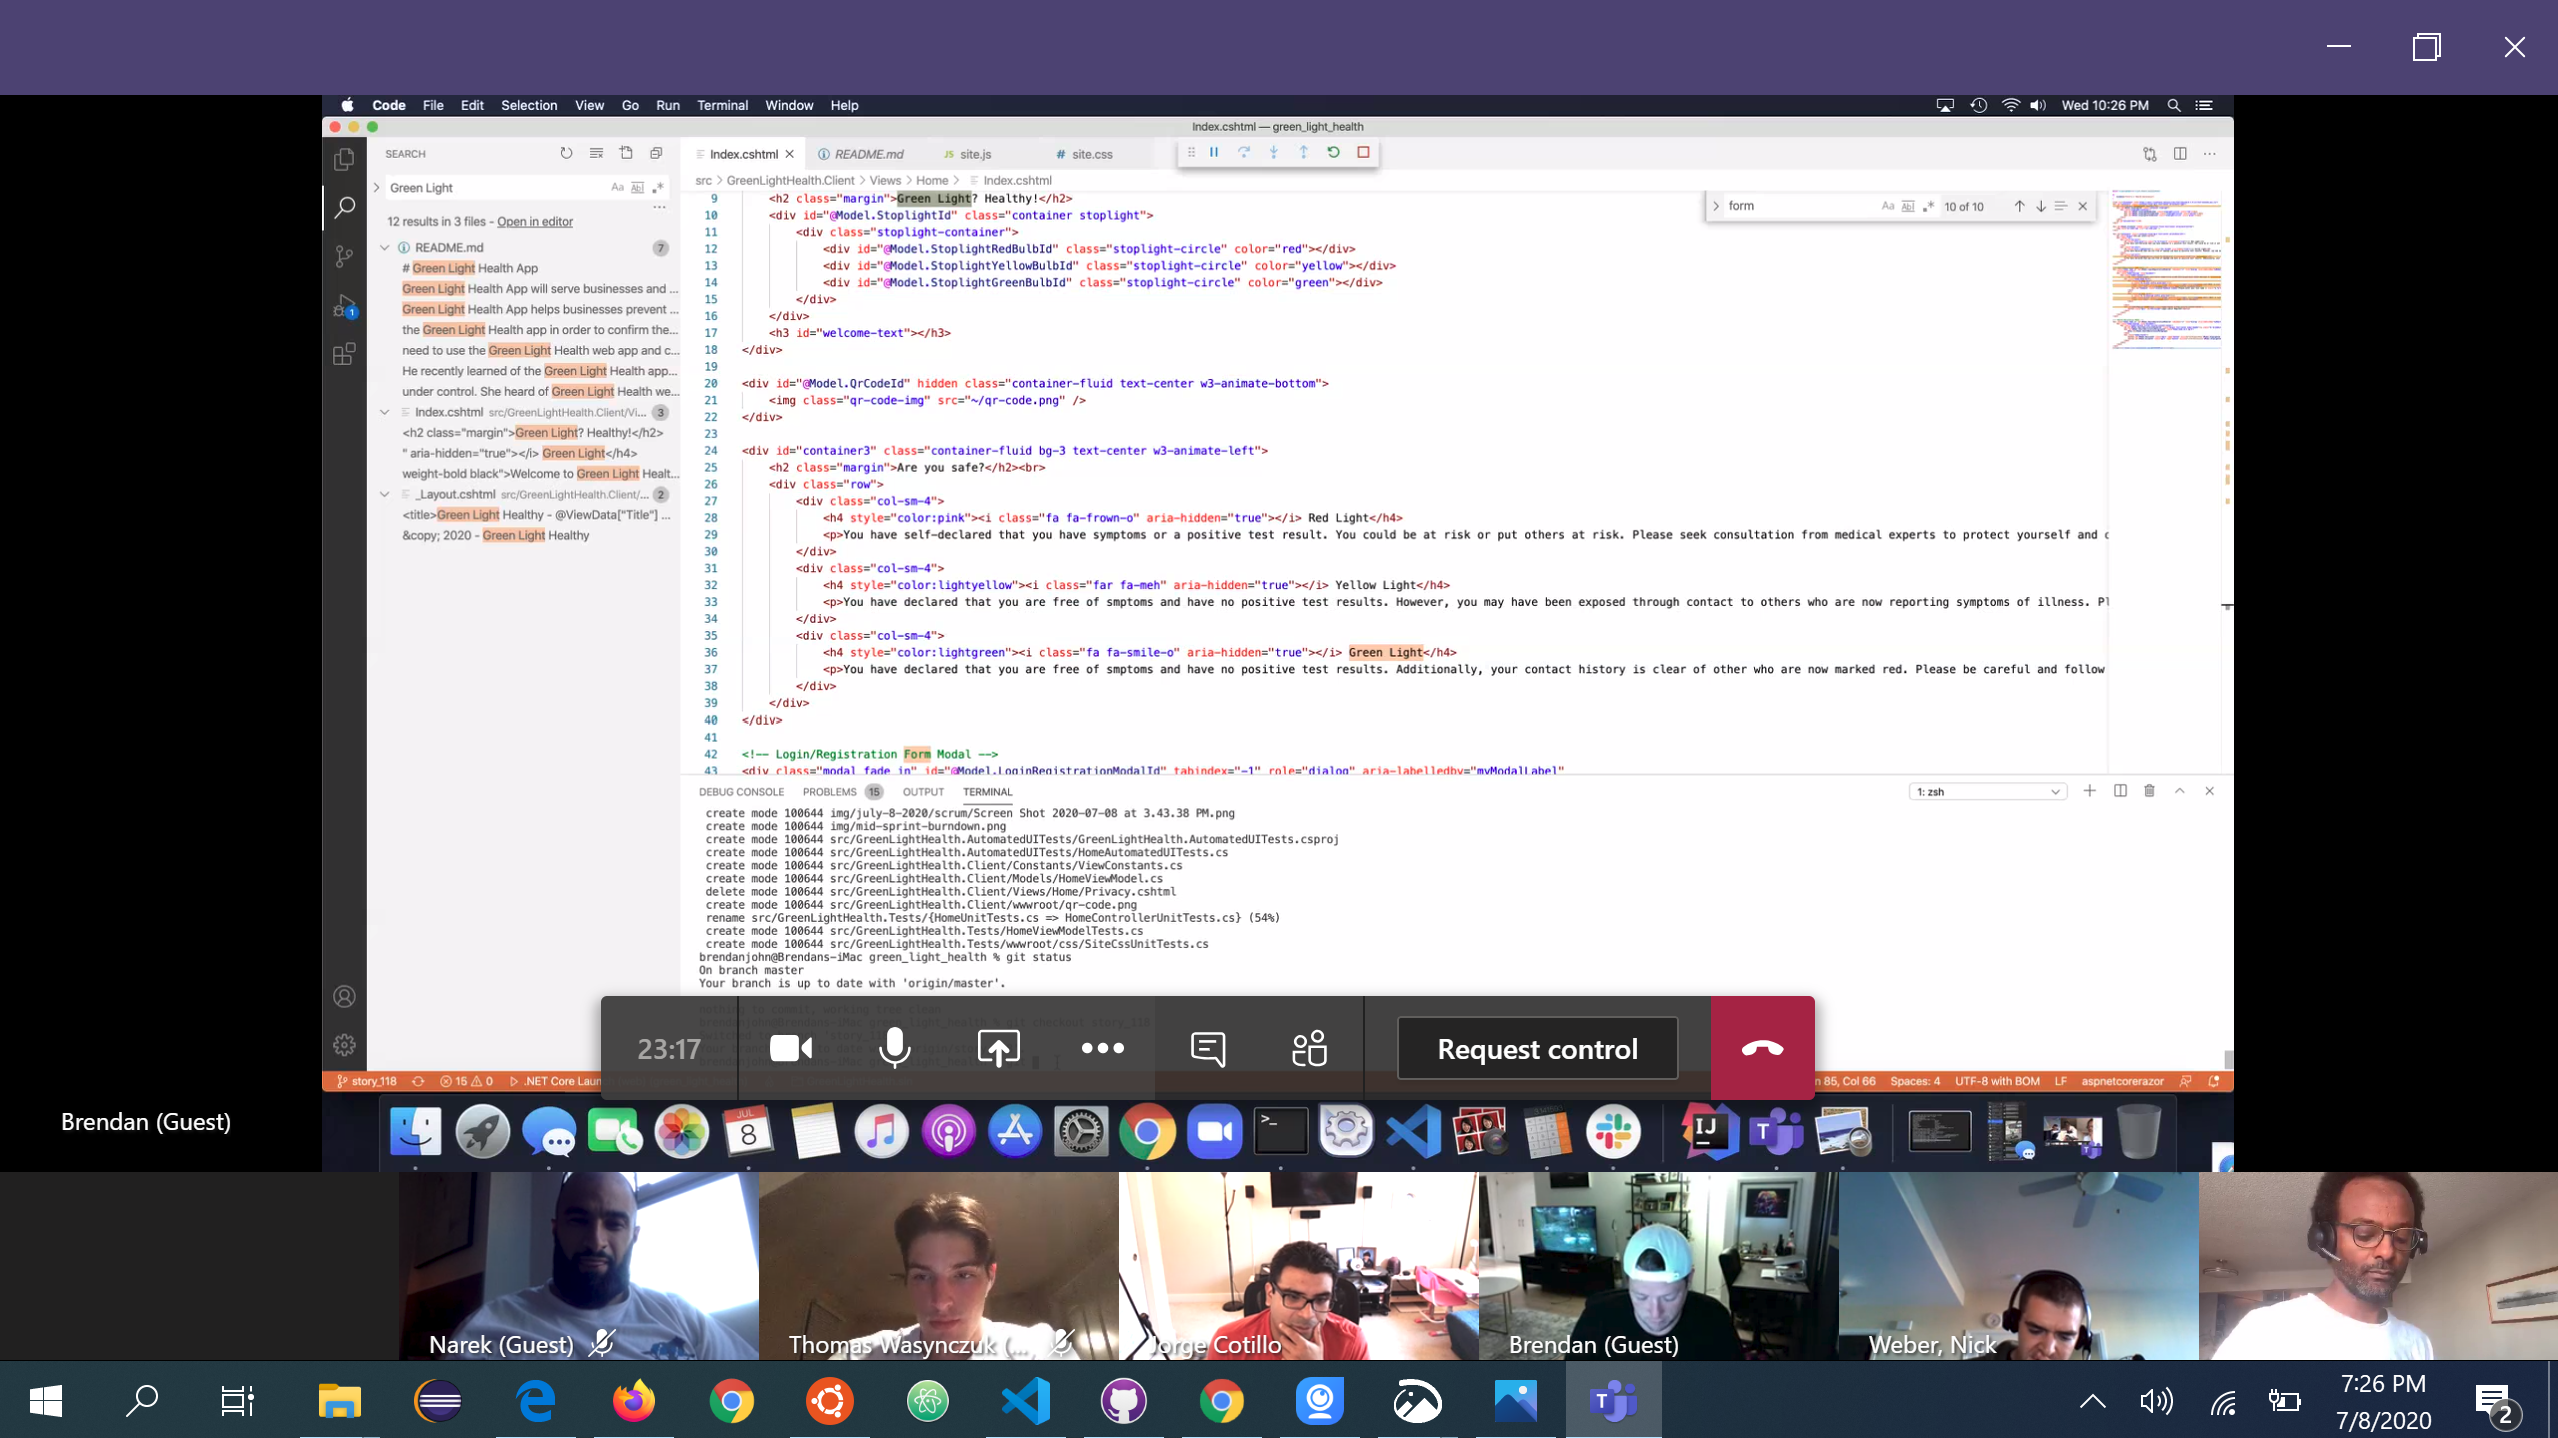 Code File Edit Selection View Go Run Terminal Window Help
Wed 10:26 PM
Index.cshtml — green_light_health
SEARCH
Green Light
12 results in 3 files - Open in editor
README.md 7
# Green Light Health App
Green Light Health App will serve businesses and ...
Green Light Health App helps businesses prevent ...
the Green Light Health app in order to confirm the...
need to use the Green Light Health web app and c...
He recently learned of the Green Light Health app...
under control. She heard of Green Light Health we...
Index.cshtml src/GreenLightHealth.Client/Vi... 3
<h2 class="margin">Green Light? Healthy!</h2>
" aria-hidden="true"></i> Green Light</h4>
weight-bold black">Welcome to Green Light Healt...
_Layout.cshtml src/GreenLightHealth.Client/... 2
<title>Green Light Healthy - @ViewData["Title"] ...
&copy; 2020 - Green Light Healthy
Index.cshtml README.md JS site.js # site.css
src > GreenLightHealth.Client > Views > Home > Index.cshtml
form Aa Abl .* 10 of 10
9 <h2 class="margin">Green Light? Healthy!</h2>
10 <div id="@Model.StoplightId" class="container stoplight">
11 <div class="stoplight-container">
12 <div id="@Model.StoplightRedBulbId" class="stoplight-circle" color="red"></div>
13 <div id="@Model.StoplightYellowBulbId" class="stoplight-circle" color="yellow"></div>
14 <div id="@Model.StoplightGreenBulbId" class="stoplight-circle" color="green"></div>
15 </div>
16 </div>
17 <h3 id="welcome-text"></h3>
18 </div>
19
20 <div id="@Model.QrCodeId" hidden class="container-fluid text-center w3-animate-bottom">
21 <img class="qr-code-img" src="~/qr-code.png" />
22 </div>
23
24 <div id="container3" class="container-fluid bg-3 text-center w3-animate-left">
25 <h2 class="margin">Are you safe?</h2><br>
26 <div class="row">
27 <div class="col-sm-4">
28 <h4 style="color:pink"><i class="fa fa-frown-o" aria-hidden="true"></i> Red Light</h4>
29 <p>You have self-declared that you have symptoms or a positive test result. You could be at risk or put others at risk. Please seek consultation from medical experts to protect yourself and
30 </div>
31 <div class="col-sm-4">
32 <h4 style="color:lightyellow"><i class="far fa-meh" aria-hidden="true"></i> Yellow Light</h4>
33 <p>You have declared that you are free of smptoms and have no positive test results. However, you may have been exposed through contact to others who are now reporting symptoms of illness. Pl
34 </div>
35 <div class="col-sm-4">
36 <h4 style="color:lightgreen"><i class="fa fa-smile-o" aria-hidden="true"></i> Green Light</h4>
37 <p>You have declared that you are free of smptoms and have no positive test results. Additionally, your contact history is clear of other who are now marked red. Please be careful and follow
38 </div>
39 </div>
40 </div>
41
42 <!-- Login/Registration Form Modal -->
43 <div class="modal fade in" id="@Model.LoginRegistrationModalId" tabindex="-1" role="dialog" aria-labelledby="myModalLabel"
DEBUG CONSOLE PROBLEMS 15 OUTPUT TERMINAL 1: zsh
create mode 100644 img/july-8-2020/scrum/Screen Shot 2020-07-08 at 3.43.38 PM.png
create mode 100644 img/mid-sprint-burndown.png
create mode 100644 src/GreenLightHealth.AutomatedUITests/GreenLightHealth.AutomatedUITests.csproj
create mode 100644 src/GreenLightHealth.AutomatedUITests/HomeAutomatedUITests.cs
create mode 100644 src/GreenLightHealth.Client/Constants/ViewConstants.cs
create mode 100644 src/GreenLightHealth.Client/Models/HomeViewModel.cs
delete mode 100644 src/GreenLightHealth.Client/Views/Home/Privacy.cshtml
create mode 100644 src/GreenLightHealth.Client/wwwroot/qr-code.png
rename src/GreenLightHealth.Tests/{HomeUnitTests.cs => HomeControllerUnitTests.cs} (54%)
create mode 100644 src/GreenLightHealth.Tests/HomeViewModelTests.cs
create mode 100644 src/GreenLightHealth.Tests/wwwroot/css/SiteCssUnitTests.cs
brendanjohn@Brendans-iMac green_light_health % git status
On branch master
Your branch is up to date with 'origin/master'.
nothing to commit, working tree clean
brendanjohn@Brendans-iMac green_light_health % git checkout story_118
23:17 Request control
story_118 15 0 .NET Core Lau
85, Col 66 Spaces: 4 UTF-8 with BOM LF aspnetcorerazor
Brendan (Guest)
JUL
8
IJ
T
Narek (Guest)
Thomas Wasynczuk (...
Jorge Cotillo
Brendan (Guest)
Weber, Nick
7:26 PM
7/8/2020
2